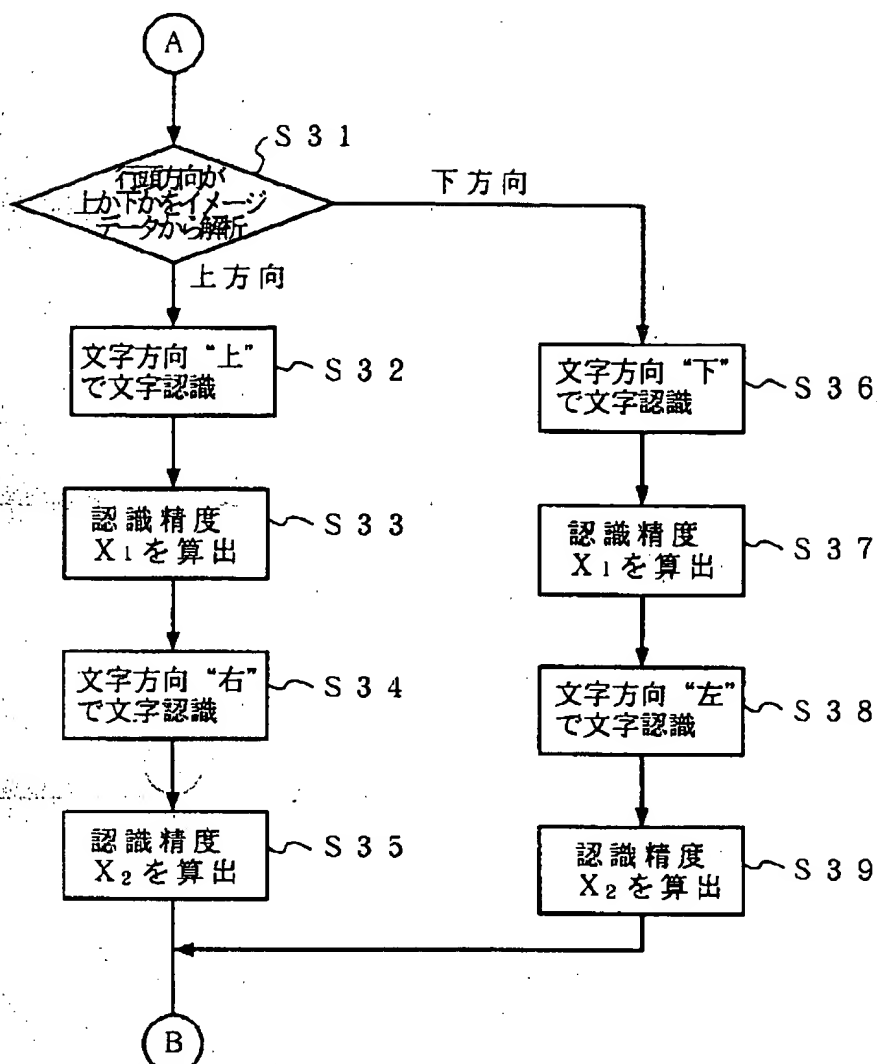 A
S31
行頭方向が
上か下かをイメージ
データから解析
下方向
上方向
文字方向“上”
で文字認識
S32
認識精度
X₁を算出
S33
文字方向“右”
で文字認識
S34
認識精度
X₂を算出
S35
文字方向“下”
で文字認識
S36
認識精度
X₁を算出
S37
文字方向“左”
で文字認識
S38
認識精度
X₂を算出
S39
B